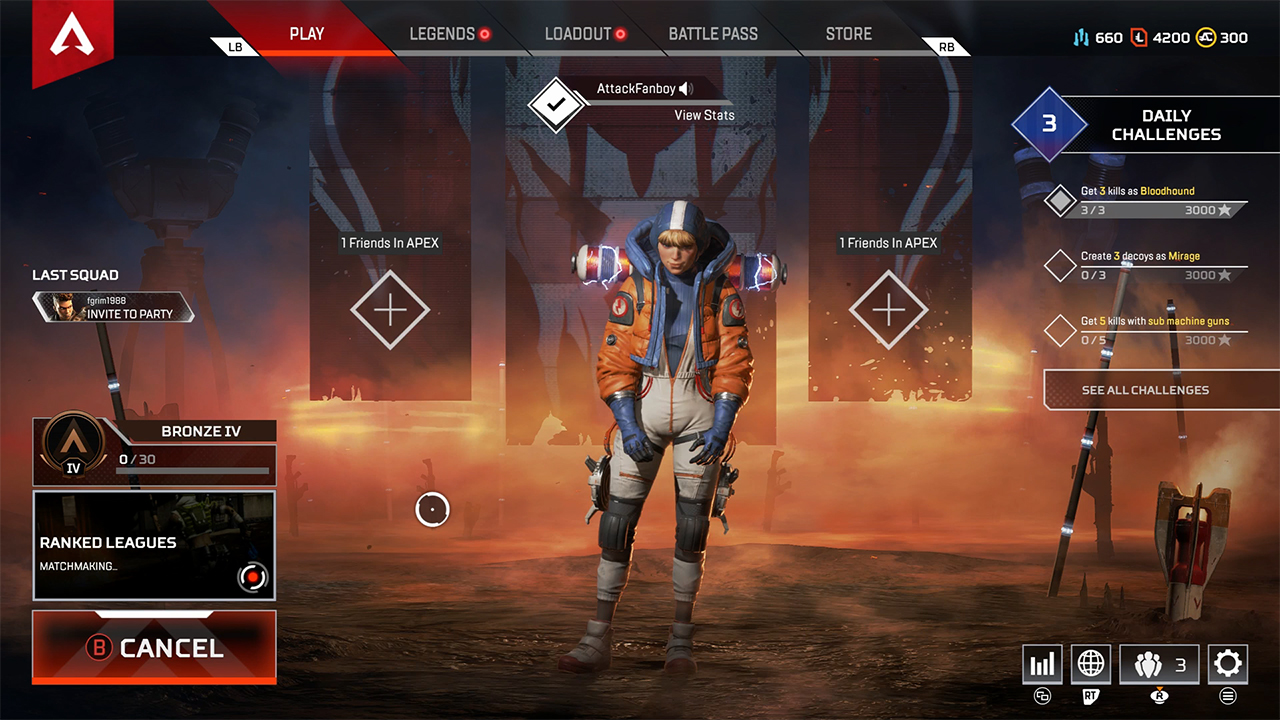 LB
PLAY
LEGENDS
LOADOUT
BATTLE PASS
STORE
RB
660
4200
300
AttackFanboy
View Stats
3
DAILY
CHALLENGES
Get 3 kills as Bloodhound
3/3
3000
Create 3 decoys as Mirage
0/3
3000
Get 5 kills with sub machine guns
0/5
3000
SEE ALL CHALLENGES
1 Friends In APEX
1 Friends In APEX
LAST SQUAD
fgrim1988
INVITE TO PARTY
BRONZE IV
0/30
IV
RANKED LEAGUES
MATCHMAKING...
B CANCEL
3
RT
R